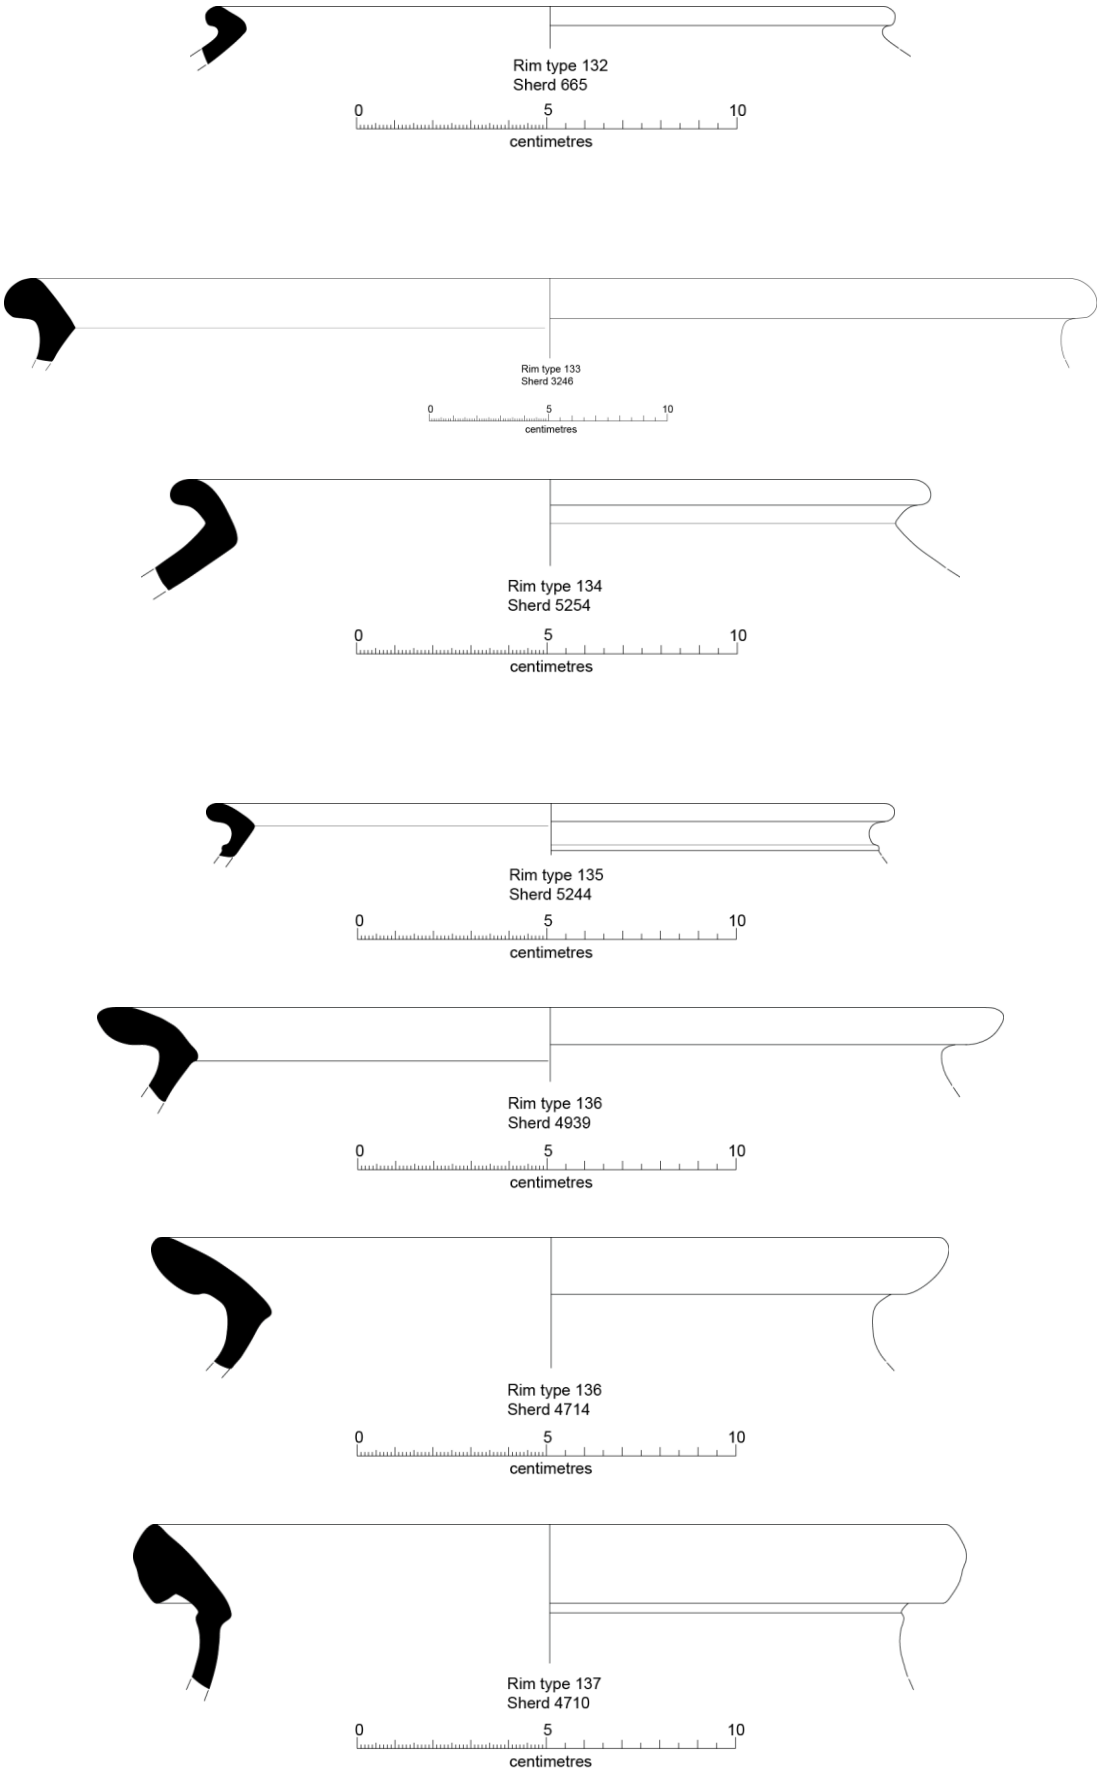 Rim type 132
Sherd 665
0 5 10
centimetres
Rim type 133
Sherd 3246
0 5 10
centimetres
Rim type 134
Sherd 5254
0 5 10
centimetres
Rim type 135
Sherd 5244
0 5 10
centimetres
Rim type 136
Sherd 4939
0 5 10
centimetres
Rim type 136
Sherd 4714
0 5 10
centimetres
Rim type 137
Sherd 4710
0 5 10
centimetres